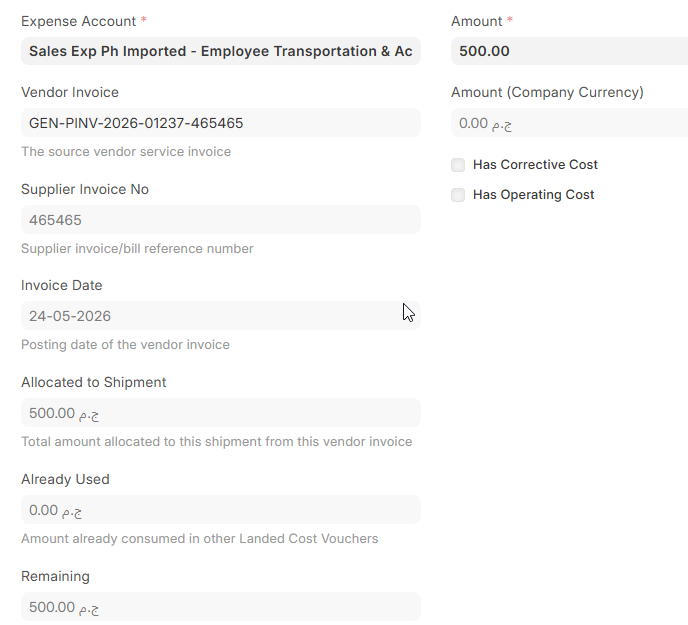 Expense Account *
Sales Exp Ph Imported - Employee Transportation & Ac
Vendor Invoice
GEN-PINV-2026-01237-465465
The source vendor service invoice
Supplier Invoice No
465465
Supplier invoice/bill reference number
Invoice Date
24-05-2026
Posting date of the vendor invoice
Allocated to Shipment
500.00 ج.م
Total amount allocated to this shipment from this vendor invoice
Already Used
0.00 ج.م
Amount already consumed in other Landed Cost Vouchers
Remaining
500.00 ج.م
Amount *
500.00
Amount (Company Currency)
0.00 ج.م
Has Corrective Cost
Has Operating Cost